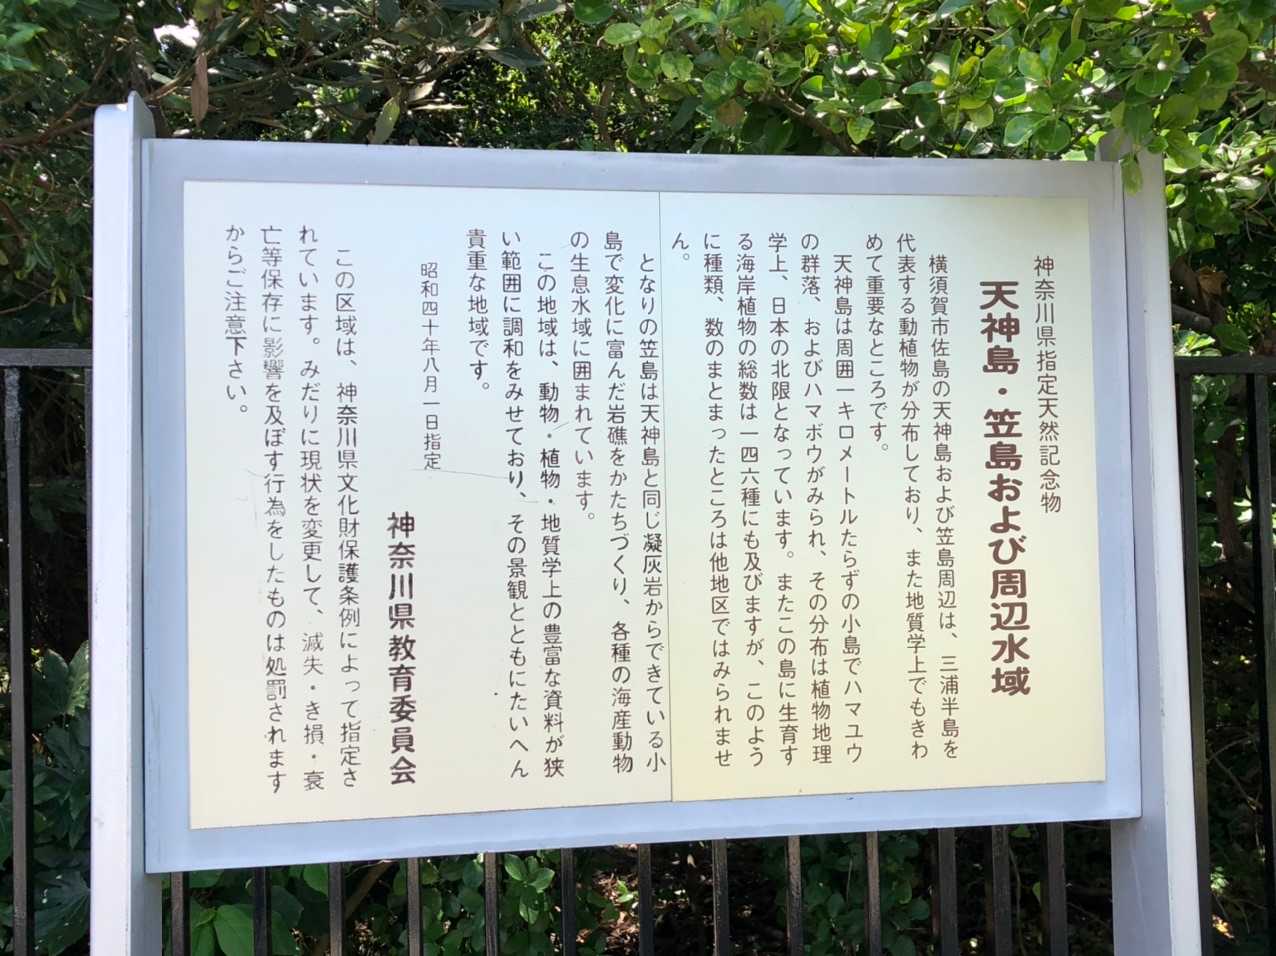 神奈川県指定天然記念物
天神島・笠島および周辺水域
横須賀市佐島の天神島および笠島周辺は、三浦半島を
代表する動植物が分布しており、また地質学上でもきわ
めて重要なところです。
天神島は周囲一キロメートルたらずの小島でハマユウ
の群落、およびハマボウがみられ、その分布は植物地理
学上、日本の北限となっています。またこの島に生育す
る海岸植物の総数は一四六種にも及びますが、このよう
に種類、数のまとまったところは他地区ではみられませ
ん。
となりの笠島は天神島と同じ凝灰岩からできている小
島で変化に富んだ岩礁をかたちづくり、各種の海産動物
の生息水域に囲まれています。
この地域は、動物・植物・地質学上の豊富な資料が狭
い範囲に調和をみせており、その景観とともにたいへん
貴重な地域です。
昭和四十年八月一日指定
神奈川県教育委員会
この区域は、神奈川県文化財保護条例によって指定さ
れています。みだりに現状を変更して、滅失・き損・衰
亡等保存に影響を及ぼす行為をしたものは処罰されます
からご注意下さい。